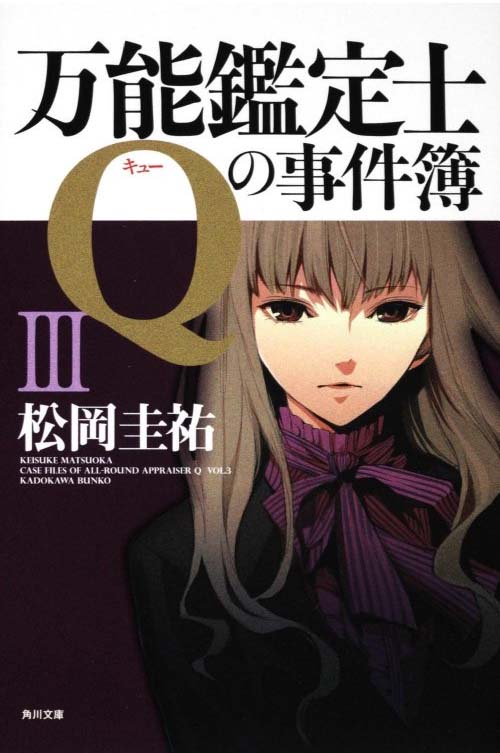 万能鑑定士
Qの事件簿
キュー
III
松岡圭祐
KEISUKE MATSUOKA
CASE FILES OF ALL-ROUND APPRAISER Q VOL.3
KADOKAWA BUNKO
角川文庫